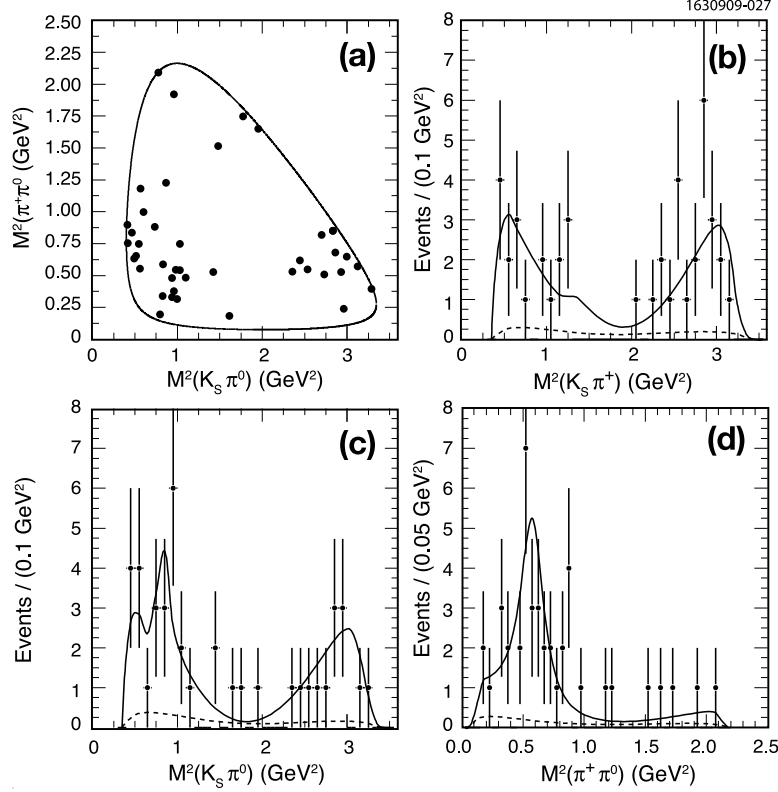 1630909-027
2.50
2.25
2.00
1.75
1.50
1.25
1.00
0.75
0.50
0.25
0
0 1 2 3
M²(π⁺π⁰ (GeV²)
M²(K_S π⁰) (GeV²)
(a)
8
7
6
5
4
3
2
1
0
0 1 2 3
Events / (0.1 GeV²)
M²(K_S π⁺) (GeV²)
(b)
8
7
6
5
4
3
2
1
0
0 1 2 3
Events / (0.1 GeV²)
M²(K_S π⁰) (GeV²)
(c)
8
7
6
5
4
3
2
1
0
0.0 0.5 1.0 1.5 2.0 2.5
Events / (0.05 GeV²)
M²(π⁺ π⁰) (GeV²)
(d)